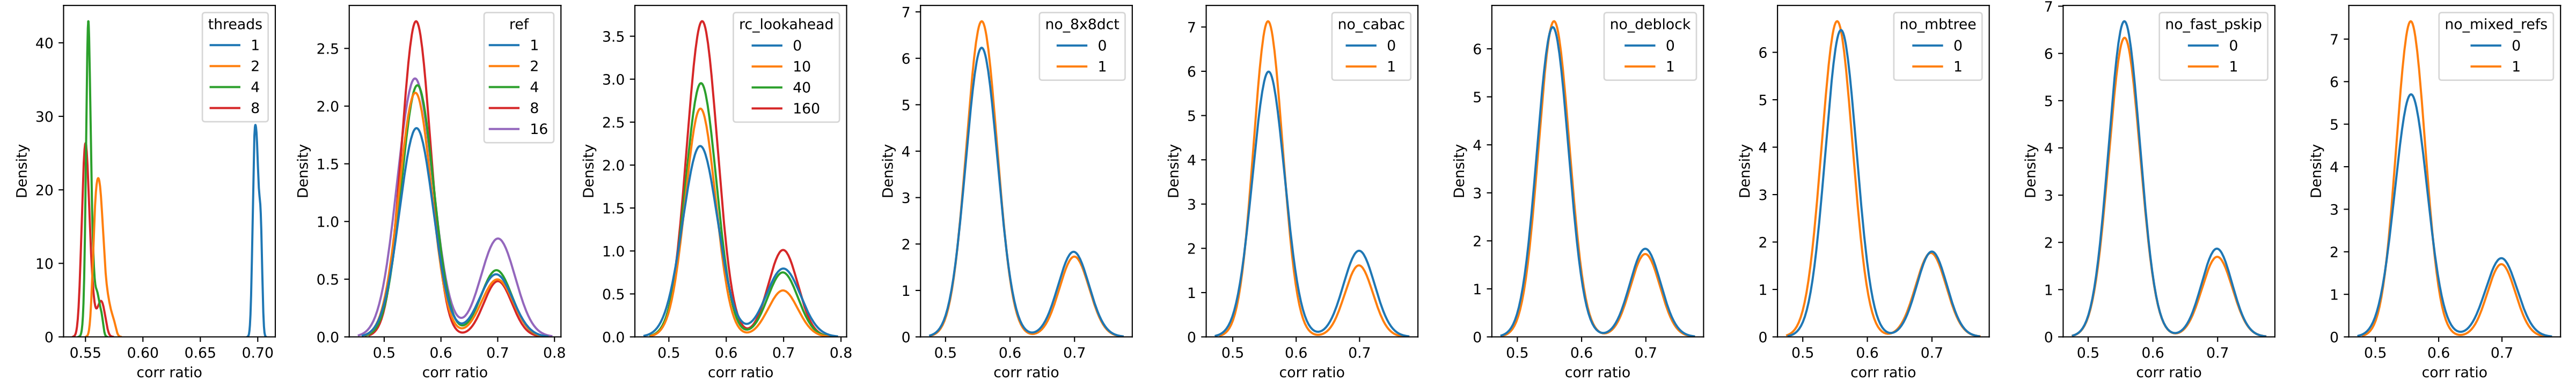 threads
1
2
4
8
40
30
20
10
0
Density
0.55 0.60 0.65 0.70
corr ratio
ref
1
2
4
8
16
2.5
2.0
1.5
1.0
0.5
0.0
Density
0.5 0.6 0.7 0.8
corr ratio
rc_lookahead
0
10
40
160
3.5
3.0
2.5
2.0
1.5
1.0
0.5
0.0
Density
0.5 0.6 0.7 0.8
corr ratio
no_8x8dct
0
1
7
6
5
4
3
2
1
0
Density
0.5 0.6 0.7
corr ratio
no_cabac
0
1
7
6
5
4
3
2
1
0
Density
0.5 0.6 0.7
corr ratio
no_deblock
0
1
6
5
4
3
2
1
0
Density
0.5 0.6 0.7
corr ratio
no_mbtree
0
1
6
5
4
3
2
1
0
Density
0.5 0.6 0.7
corr ratio
no_fast_pskip
0
1
7
6
5
4
3
2
1
0
Density
0.5 0.6 0.7
corr ratio
no_mixed_refs
0
1
7
6
5
4
3
2
1
0
Density
0.5 0.6 0.7
corr ratio